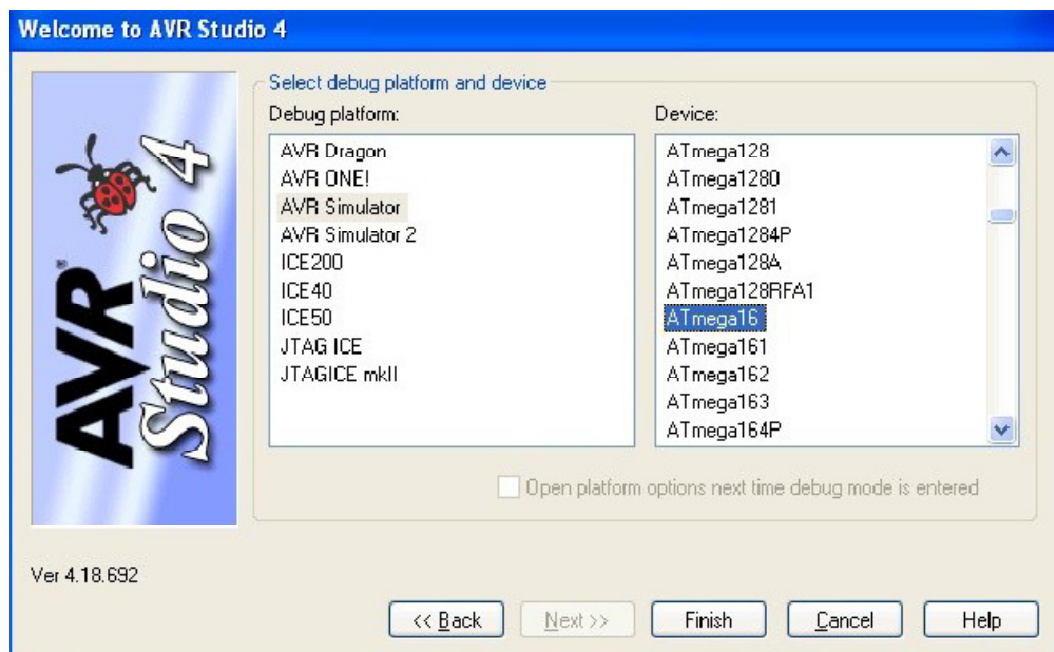 Welcome to AVR Studio 4
AVR® Studio 4
Select debug platform and device
Debug platform:
AVR Dragon
AVR ONE!
AVR Simulator
AVR Simulator 2
ICE200
ICE40
ICE50
JTAG ICE
JTAGICE mkII
Device:
ATmega128
ATmega1280
ATmega1281
ATmega1284P
ATmega128A
ATmega128RFA1
ATmega16
ATmega161
ATmega162
ATmega163
ATmega164P
Open platform options next time debug mode is entered
Ver 4.18.692
<< Back
Next >>
Finish
Cancel
Help